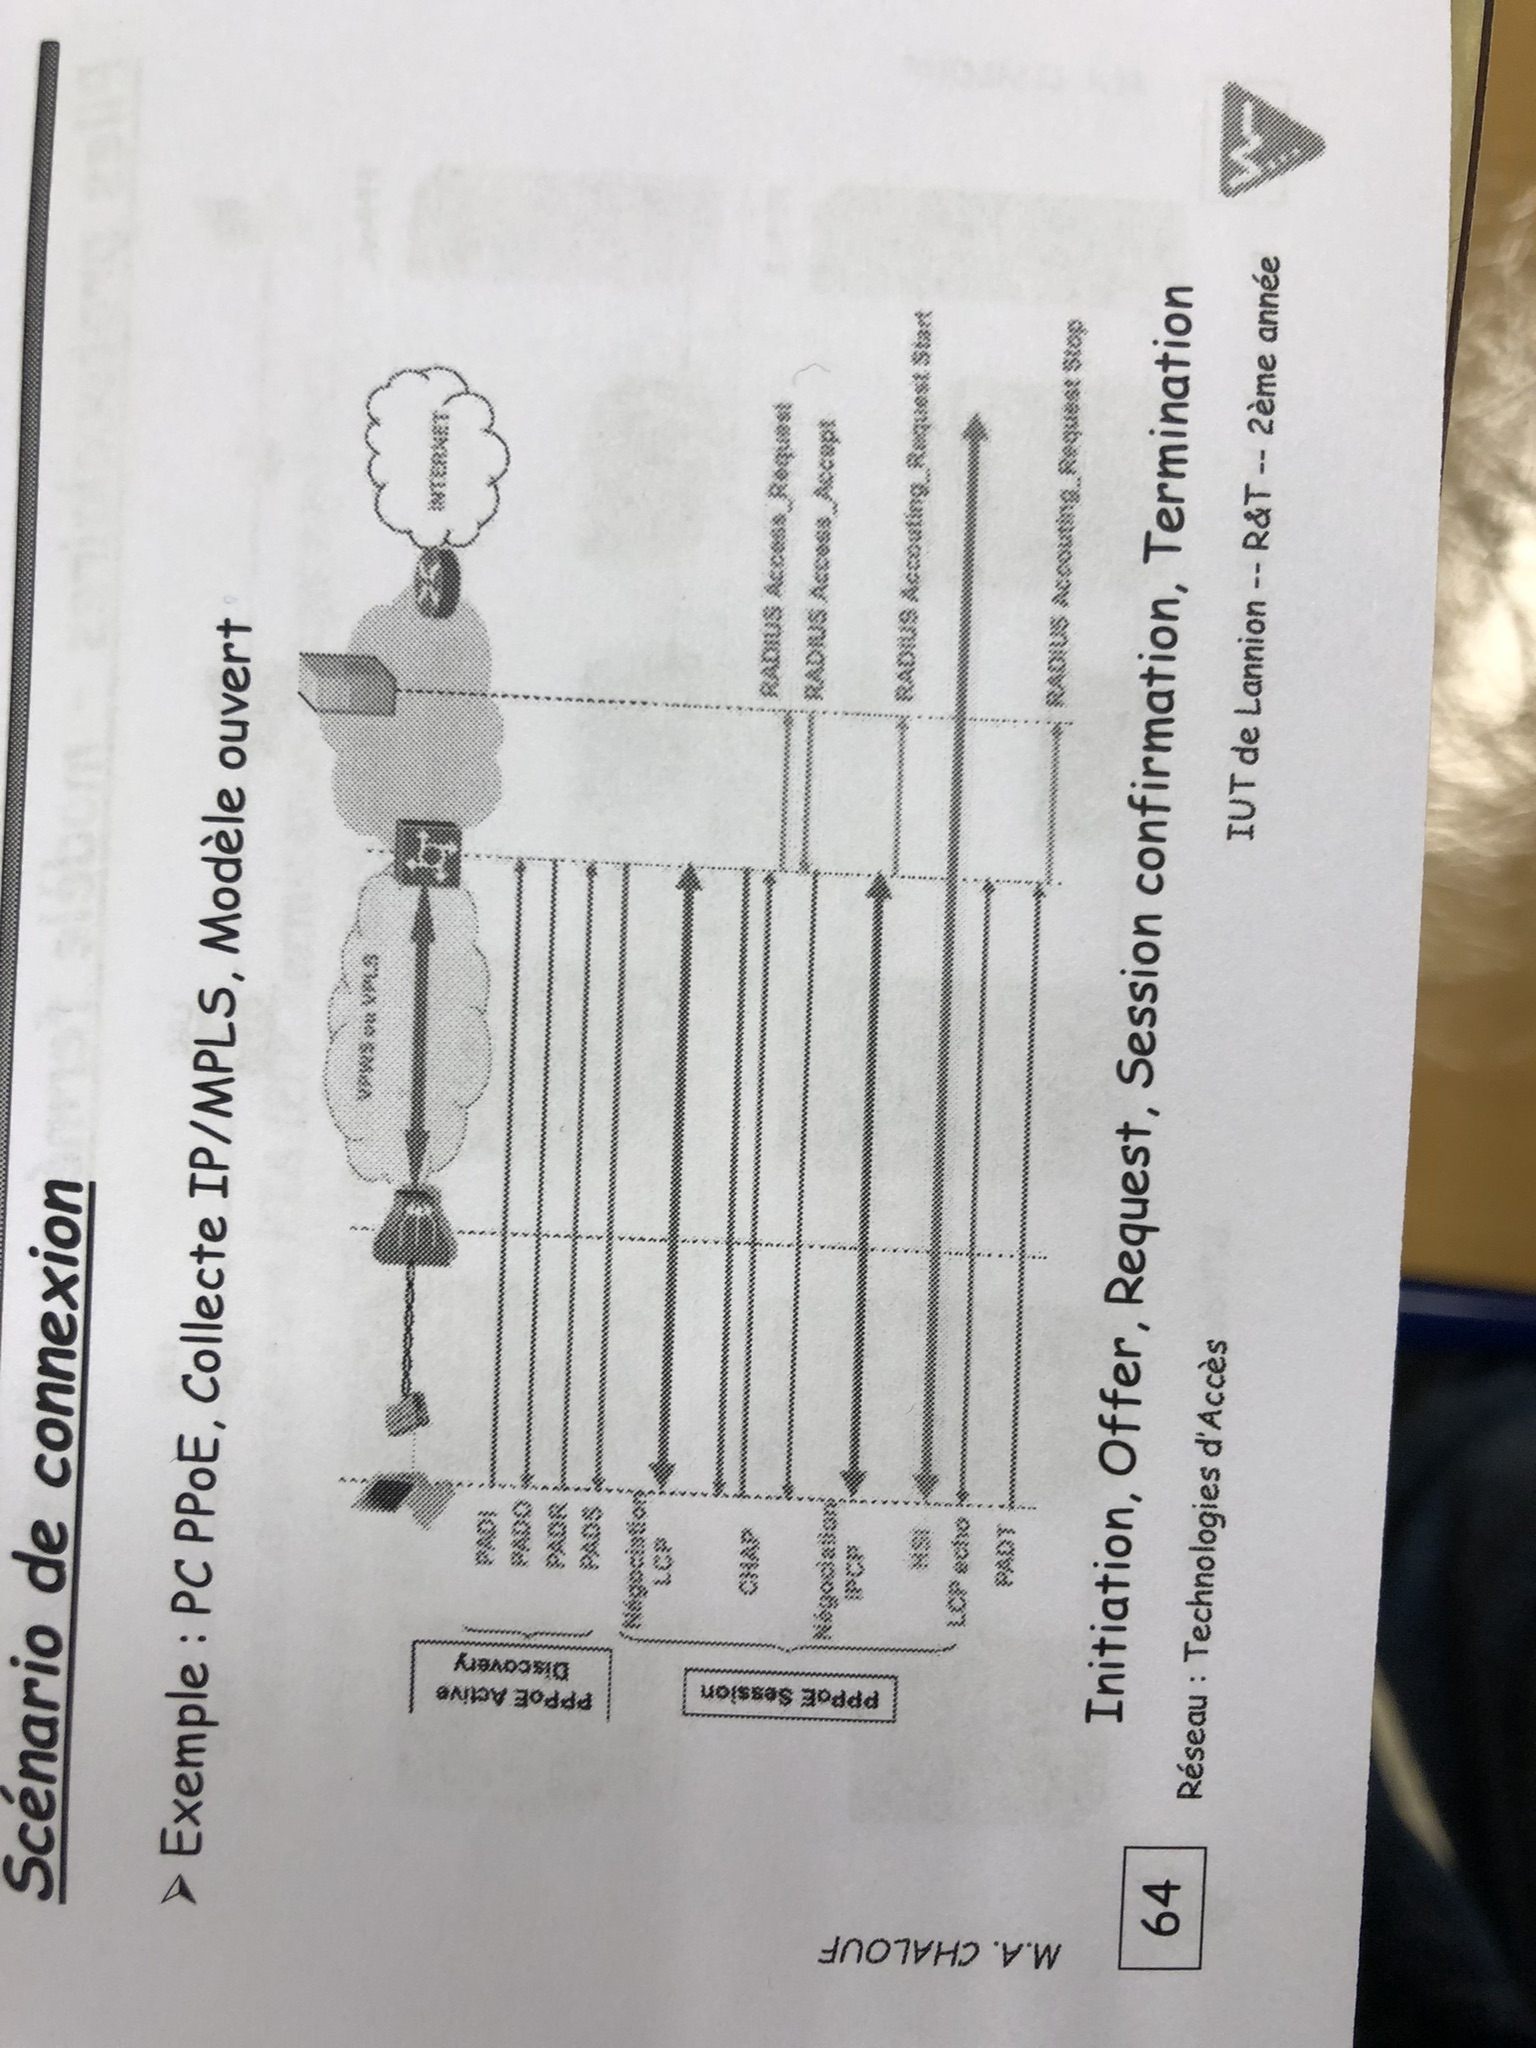 Scénario de connexion
➢ Exemple : PC PPoE, Collecte IP/MPLS, Modèle ouvert
VPWS ou VPLS
INTERNET
PPPoE Active
Discovery
PADI
PADO
PADR
PADS
PPPoE Session
Négociation
LCP
CHAP
RADIUS Access_Request
RADIUS Access_Accept
Négociation
IPCP
RADIUS Accouting_Request Start
HSI
LCP echo
PADT
RADIUS Accouting_Request Stop
M.A. CHALOUF
Initiation, Offer, Request, Session confirmation, Termination
64
Réseau : Technologies d'Accès
IUT de Lannion -- R&T -- 2ème année